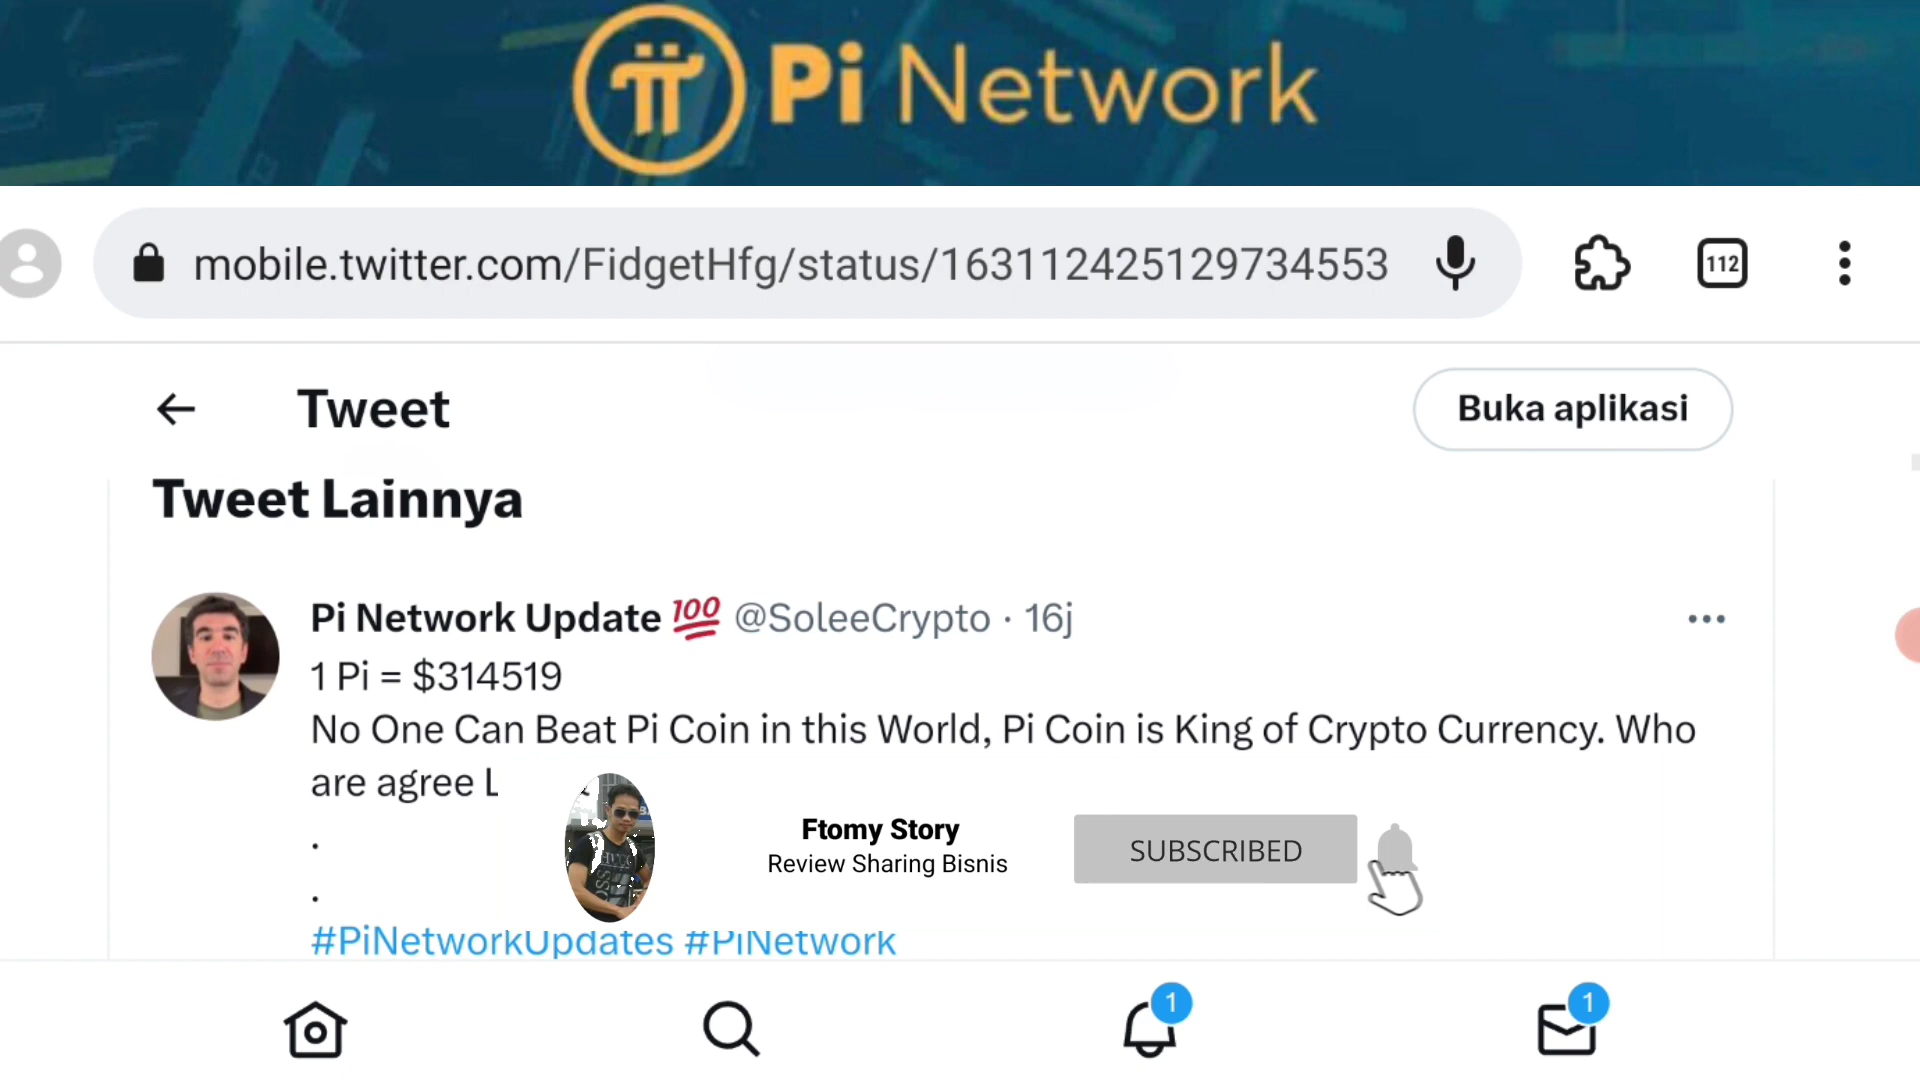 Pi Network
mobile.twitter.com/FidgetHfg/status/163112425129734553
112
Tweet
Buka aplikasi
Tweet Lainnya
Pi Network Update 💯 @SoleeCrypto · 16j
1 Pi = $314519
No One Can Beat Pi Coin in this World, Pi Coin is King of Crypto Currency. Who
are agree L
.
.
Ftomy Story
Review Sharing Bisnis
SUBSCRIBED
#PiNetworkUpdates #PiNetwork
1
1